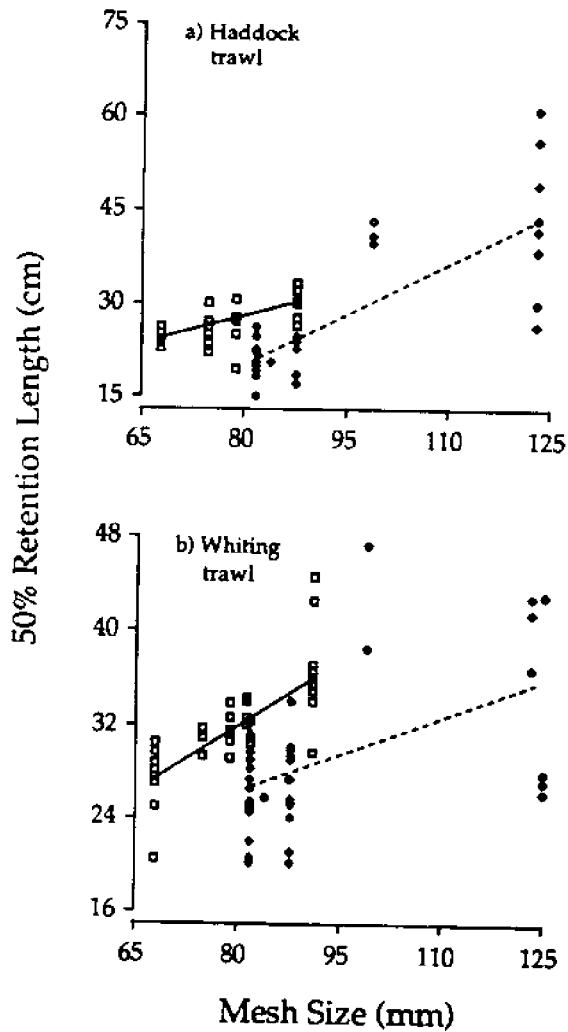 75
a) Haddock
trawl
60
45
30
15
65 80 95 110 125
50% Retention Length (cm)
48
b) Whiting
trawl
40
32
24
16
65 80 95 110 125
Mesh Size (mm)